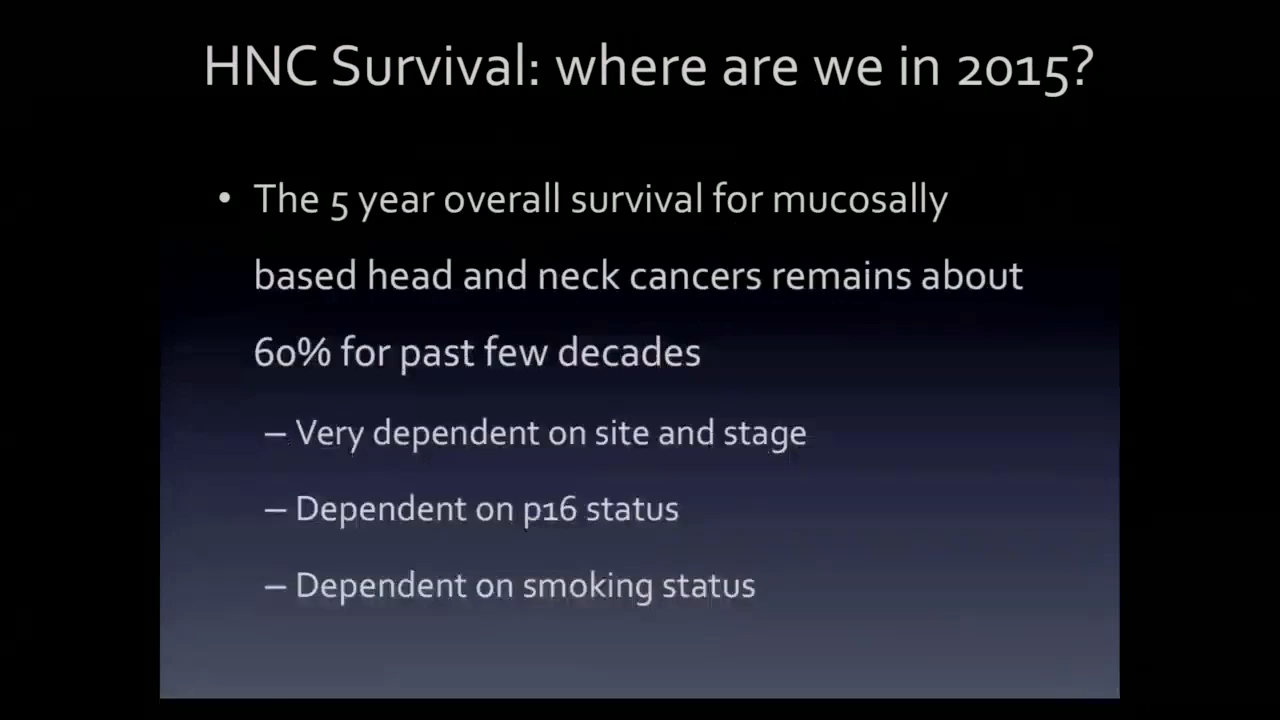 HNC Survival: where are we in 2015?
• The 5 year overall survival for mucosally
based head and neck cancers remains about
60% for past few decades
– Very dependent on site and stage
– Dependent on p16 status
– Dependent on smoking status